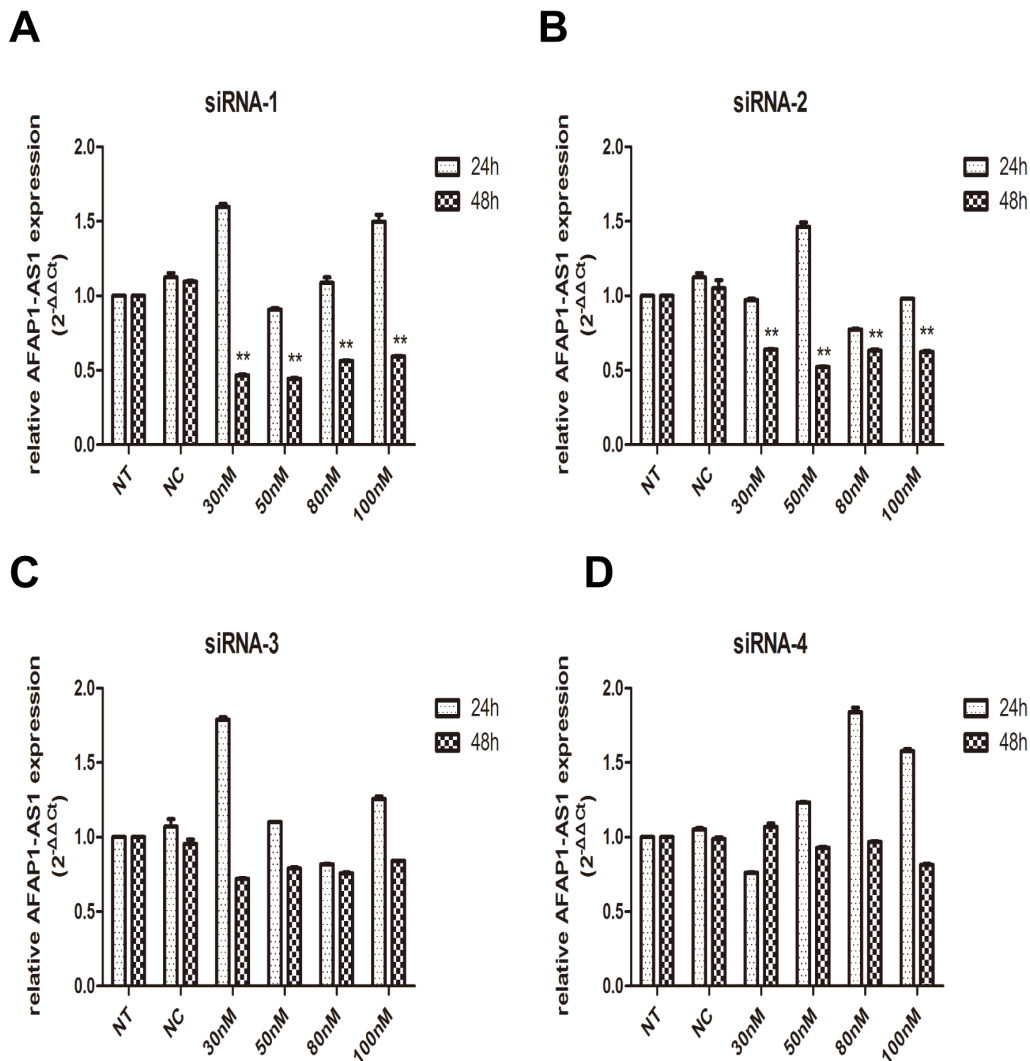 A
siRNA-1
relative AFAP1-AS1 expression
(2-ΔΔCt)
2.0
1.5
1.0
0.5
0.0
** ** ** **
NT NC 30nM 50nM 80nM 100nM
24h
48h
B
siRNA-2
relative AFAP1-AS1 expression
(2-ΔΔCt)
2.0
1.5
1.0
0.5
0.0
** ** ** **
NT NC 30nM 50nM 80nM 100nM
24h
48h
C
siRNA-3
relative AFAP1-AS1 expression
(2-ΔΔCt)
2.0
1.5
1.0
0.5
0.0
NT NC 30nM 50nM 80nM 100nM
24h
48h
D
siRNA-4
relative AFAP1-AS1 expression
(2-ΔΔCt)
2.0
1.5
1.0
0.5
0.0
NT NC 30nM 50nM 80nM 100nM
24h
48h